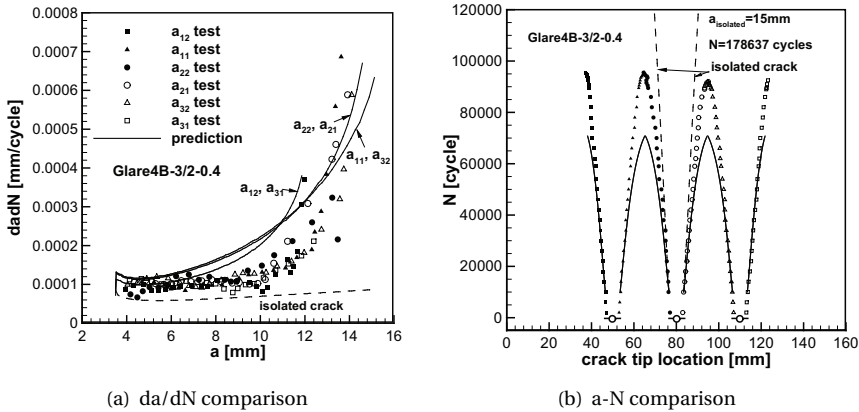 0.0008
0.0007
0.0006
0.0005
0.0004
0.0003
0.0002
0.0001
0
dadN [mm/cycle]
a₁₂ test
a₁₁ test
a₂₂ test
a₂₁ test
a₃₂ test
a₃₁ test
prediction
Glare4B-3/2-0.4
a₂₂, a₂₁
a₁₁, a₃₂
a₁₂, a₃₁
isolated crack
2 4 6 8 10 12 14 16
a [mm]
(a) da/dN comparison
120000
100000
80000
60000
40000
20000
0
N [cycle]
Glare4B-3/2-0.4
a_isolated=15mm
N=178637 cycles
isolated crack
0 20 40 60 80 100 120 140 160
crack tip location [mm]
(b) a-N comparison